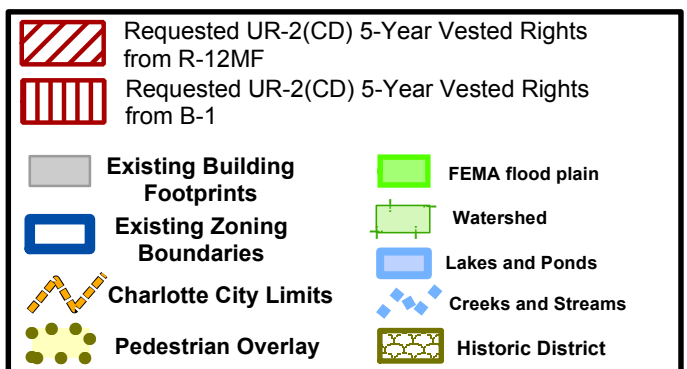 Requested UR-2(CD) 5-Year Vested Rights
from R-12MF
Requested UR-2(CD) 5-Year Vested Rights
from B-1
Existing Building
Footprints
Existing Zoning
Boundaries
Charlotte City Limits
Pedestrian Overlay
FEMA flood plain
Watershed
Lakes and Ponds
Creeks and Streams
Historic District